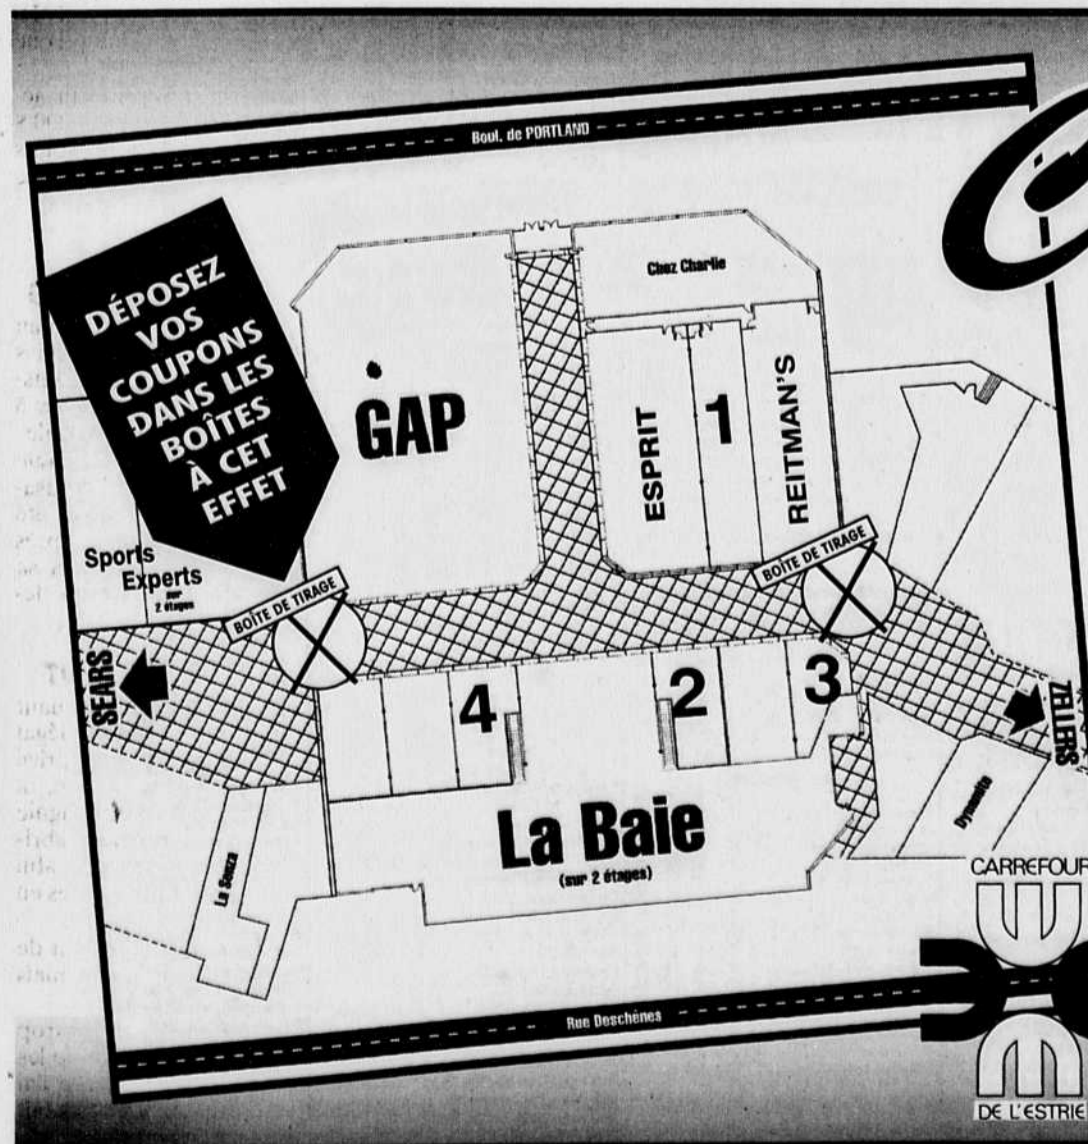 Boul. de PORTLAND
DÉPOSEZ
VOS
COUPONS
DANS LES
BOÎTES
À CET
EFFET
Chez Charlie
GAP
ESPRIT
1
REITMAN'S
Sports
Experts
sur
2 étages
BOÎTE DE TIRAGE
BOÎTE DE TIRAGE
SEARS
4
2
3
ZELLERS
La Baie
(sur 2 étages)
La Senza
Dynamite
CARREFOUR
DE L'ESTRIE
Rue Deschênes